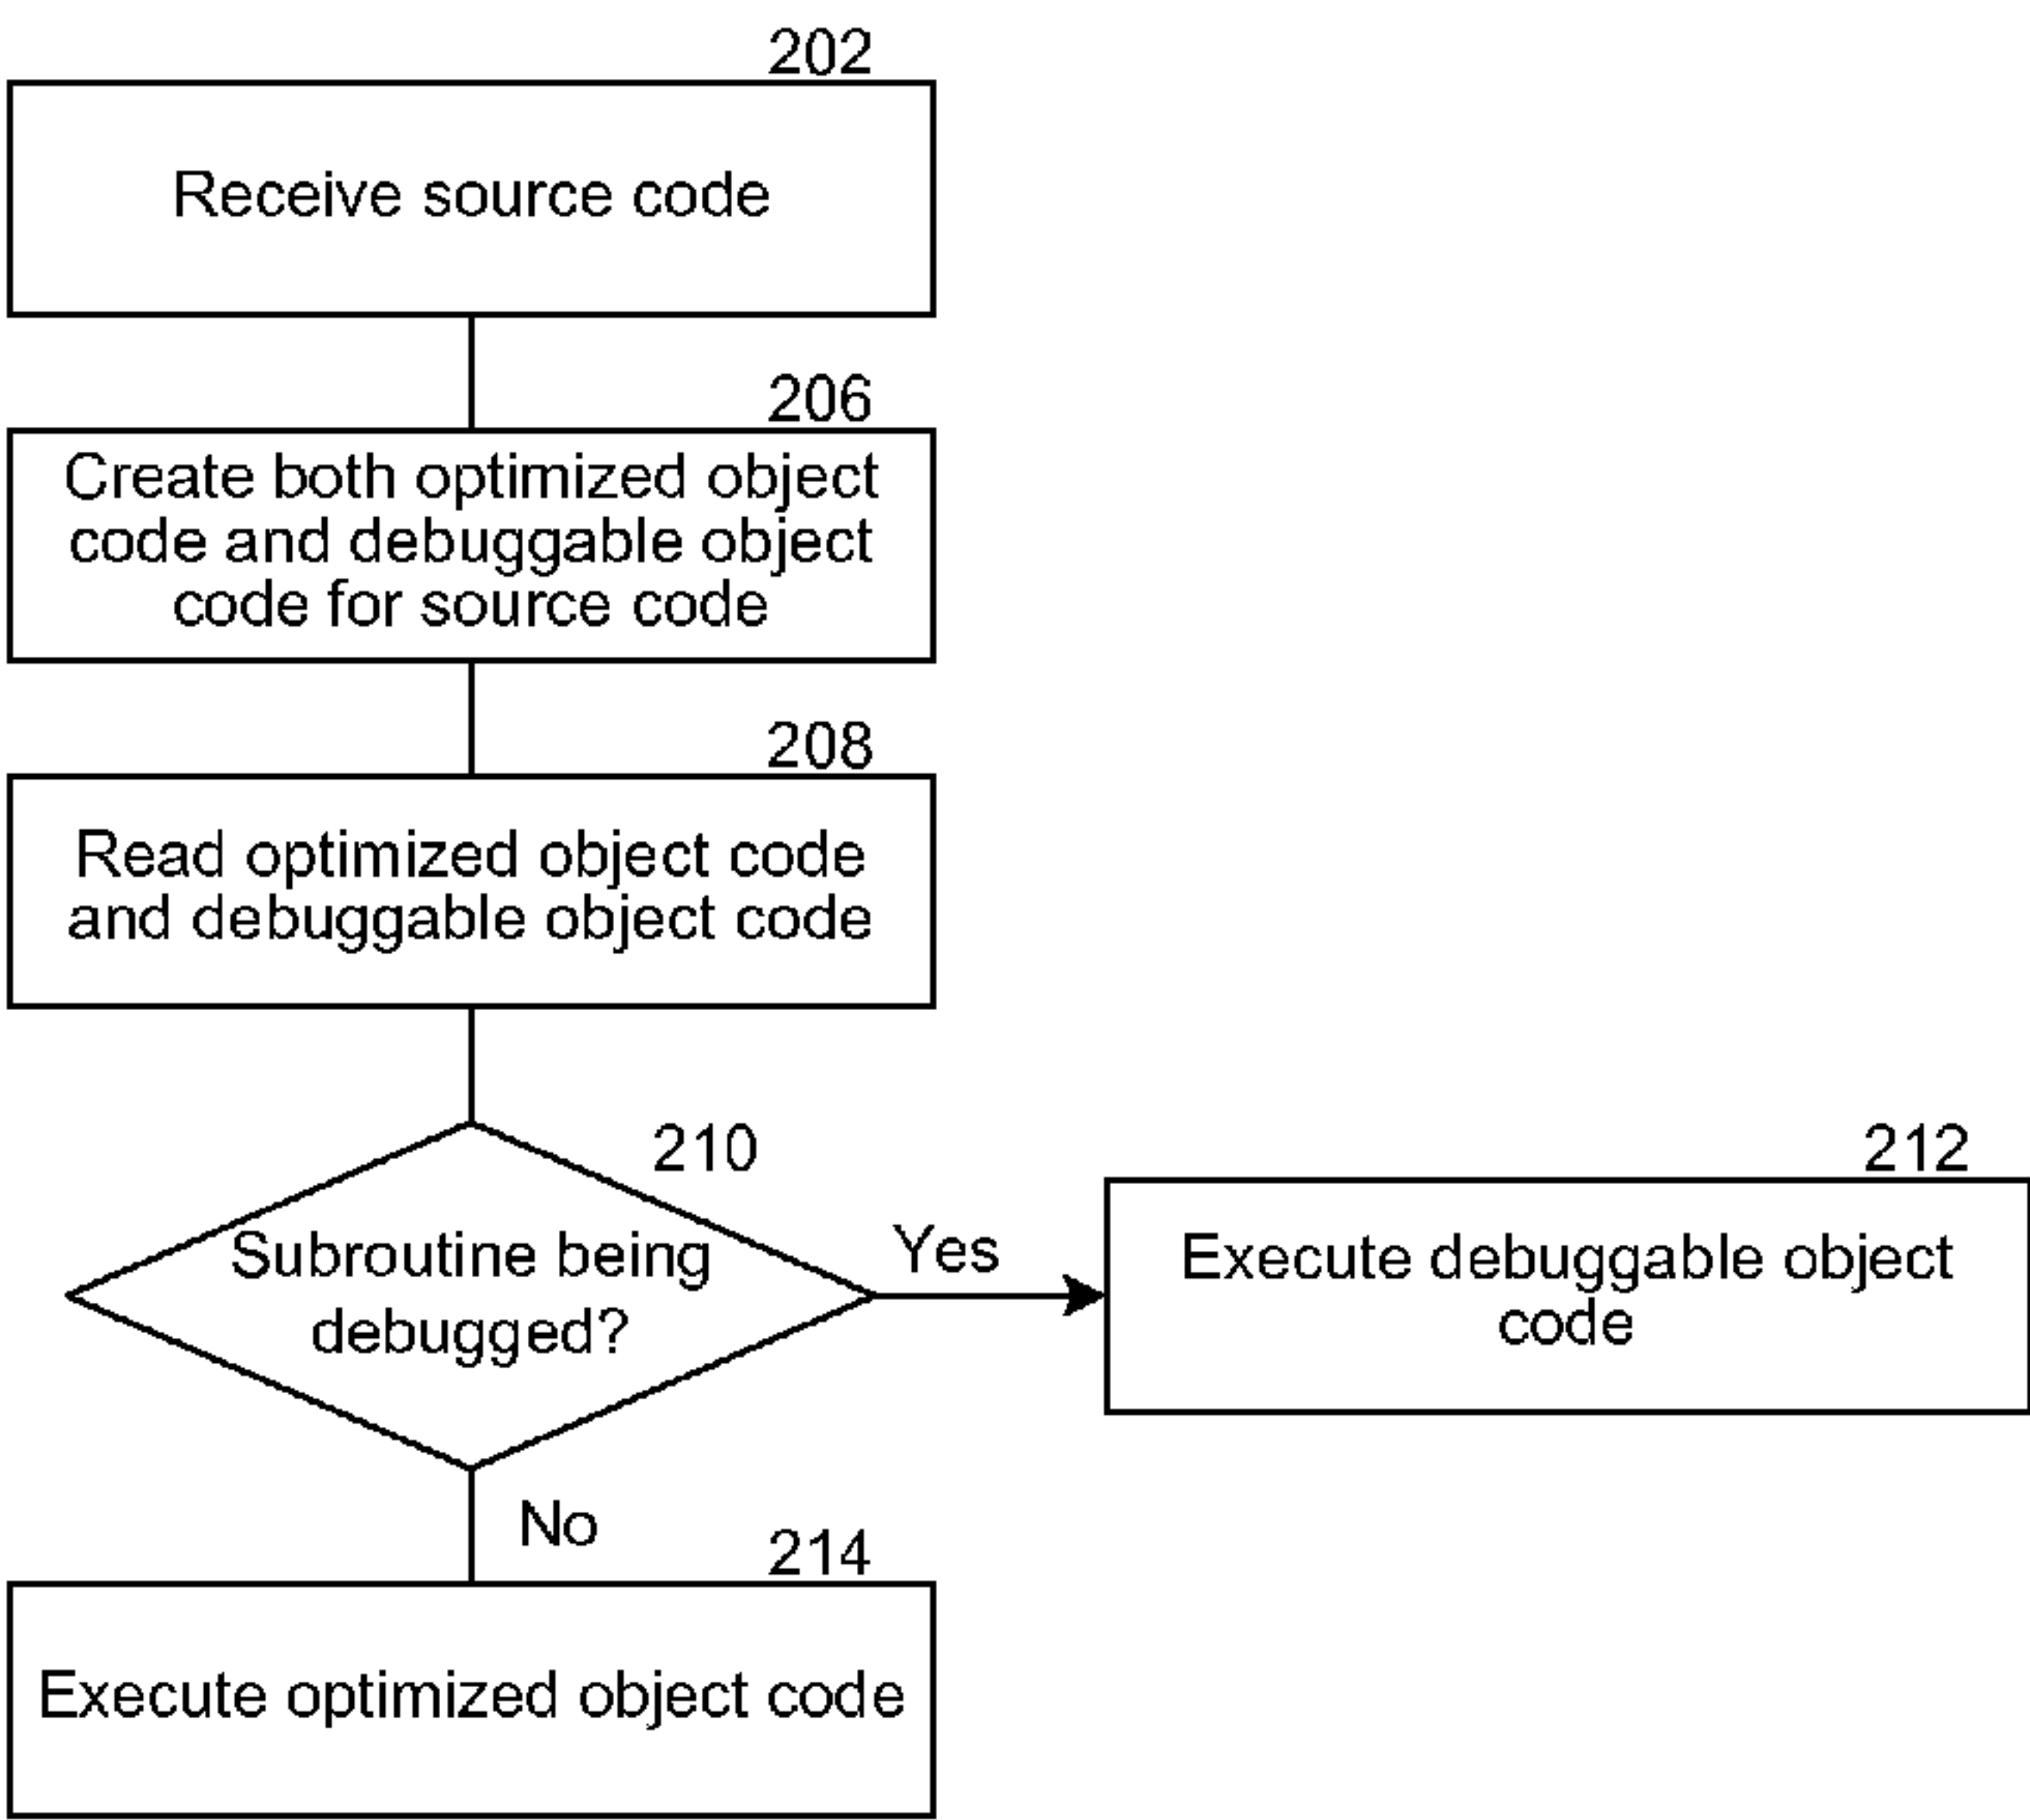 202
Receive source code
206
Create both optimized object
code and debuggable object
code for source code
208
Read optimized object code
and debuggable object code
210
Subroutine being
debugged?
Yes
212
Execute debuggable object
code
No
214
Execute optimized object code